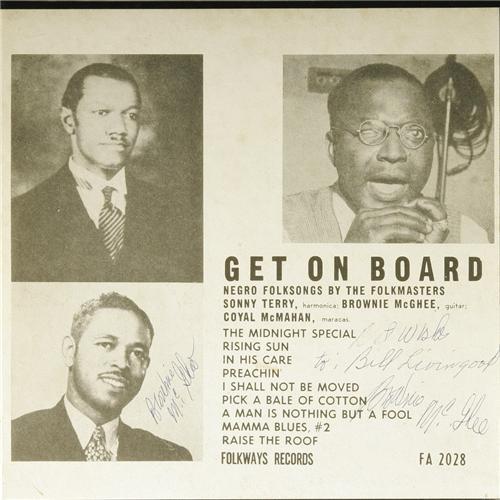 GET ON BOARD
NEGRO FOLKSONGS BY THE FOLKMASTERS
SONNY TERRY, harmonica; BROWNIE McGHEE, guitar;
COYAL McMAHAN, maracas.
THE MIDNIGHT SPECIAL
RISING SUN
IN HIS CARE
PREACHIN'
I SHALL NOT BE MOVED
PICK A BALE OF COTTON
A MAN IS NOTHING BUT A FOOL
MAMMA BLUES, #2
RAISE THE ROOF
FOLKWAYS RECORDS FA 2028
to: Bill Livingood
Brownie McGhee
Brownie
McGhee